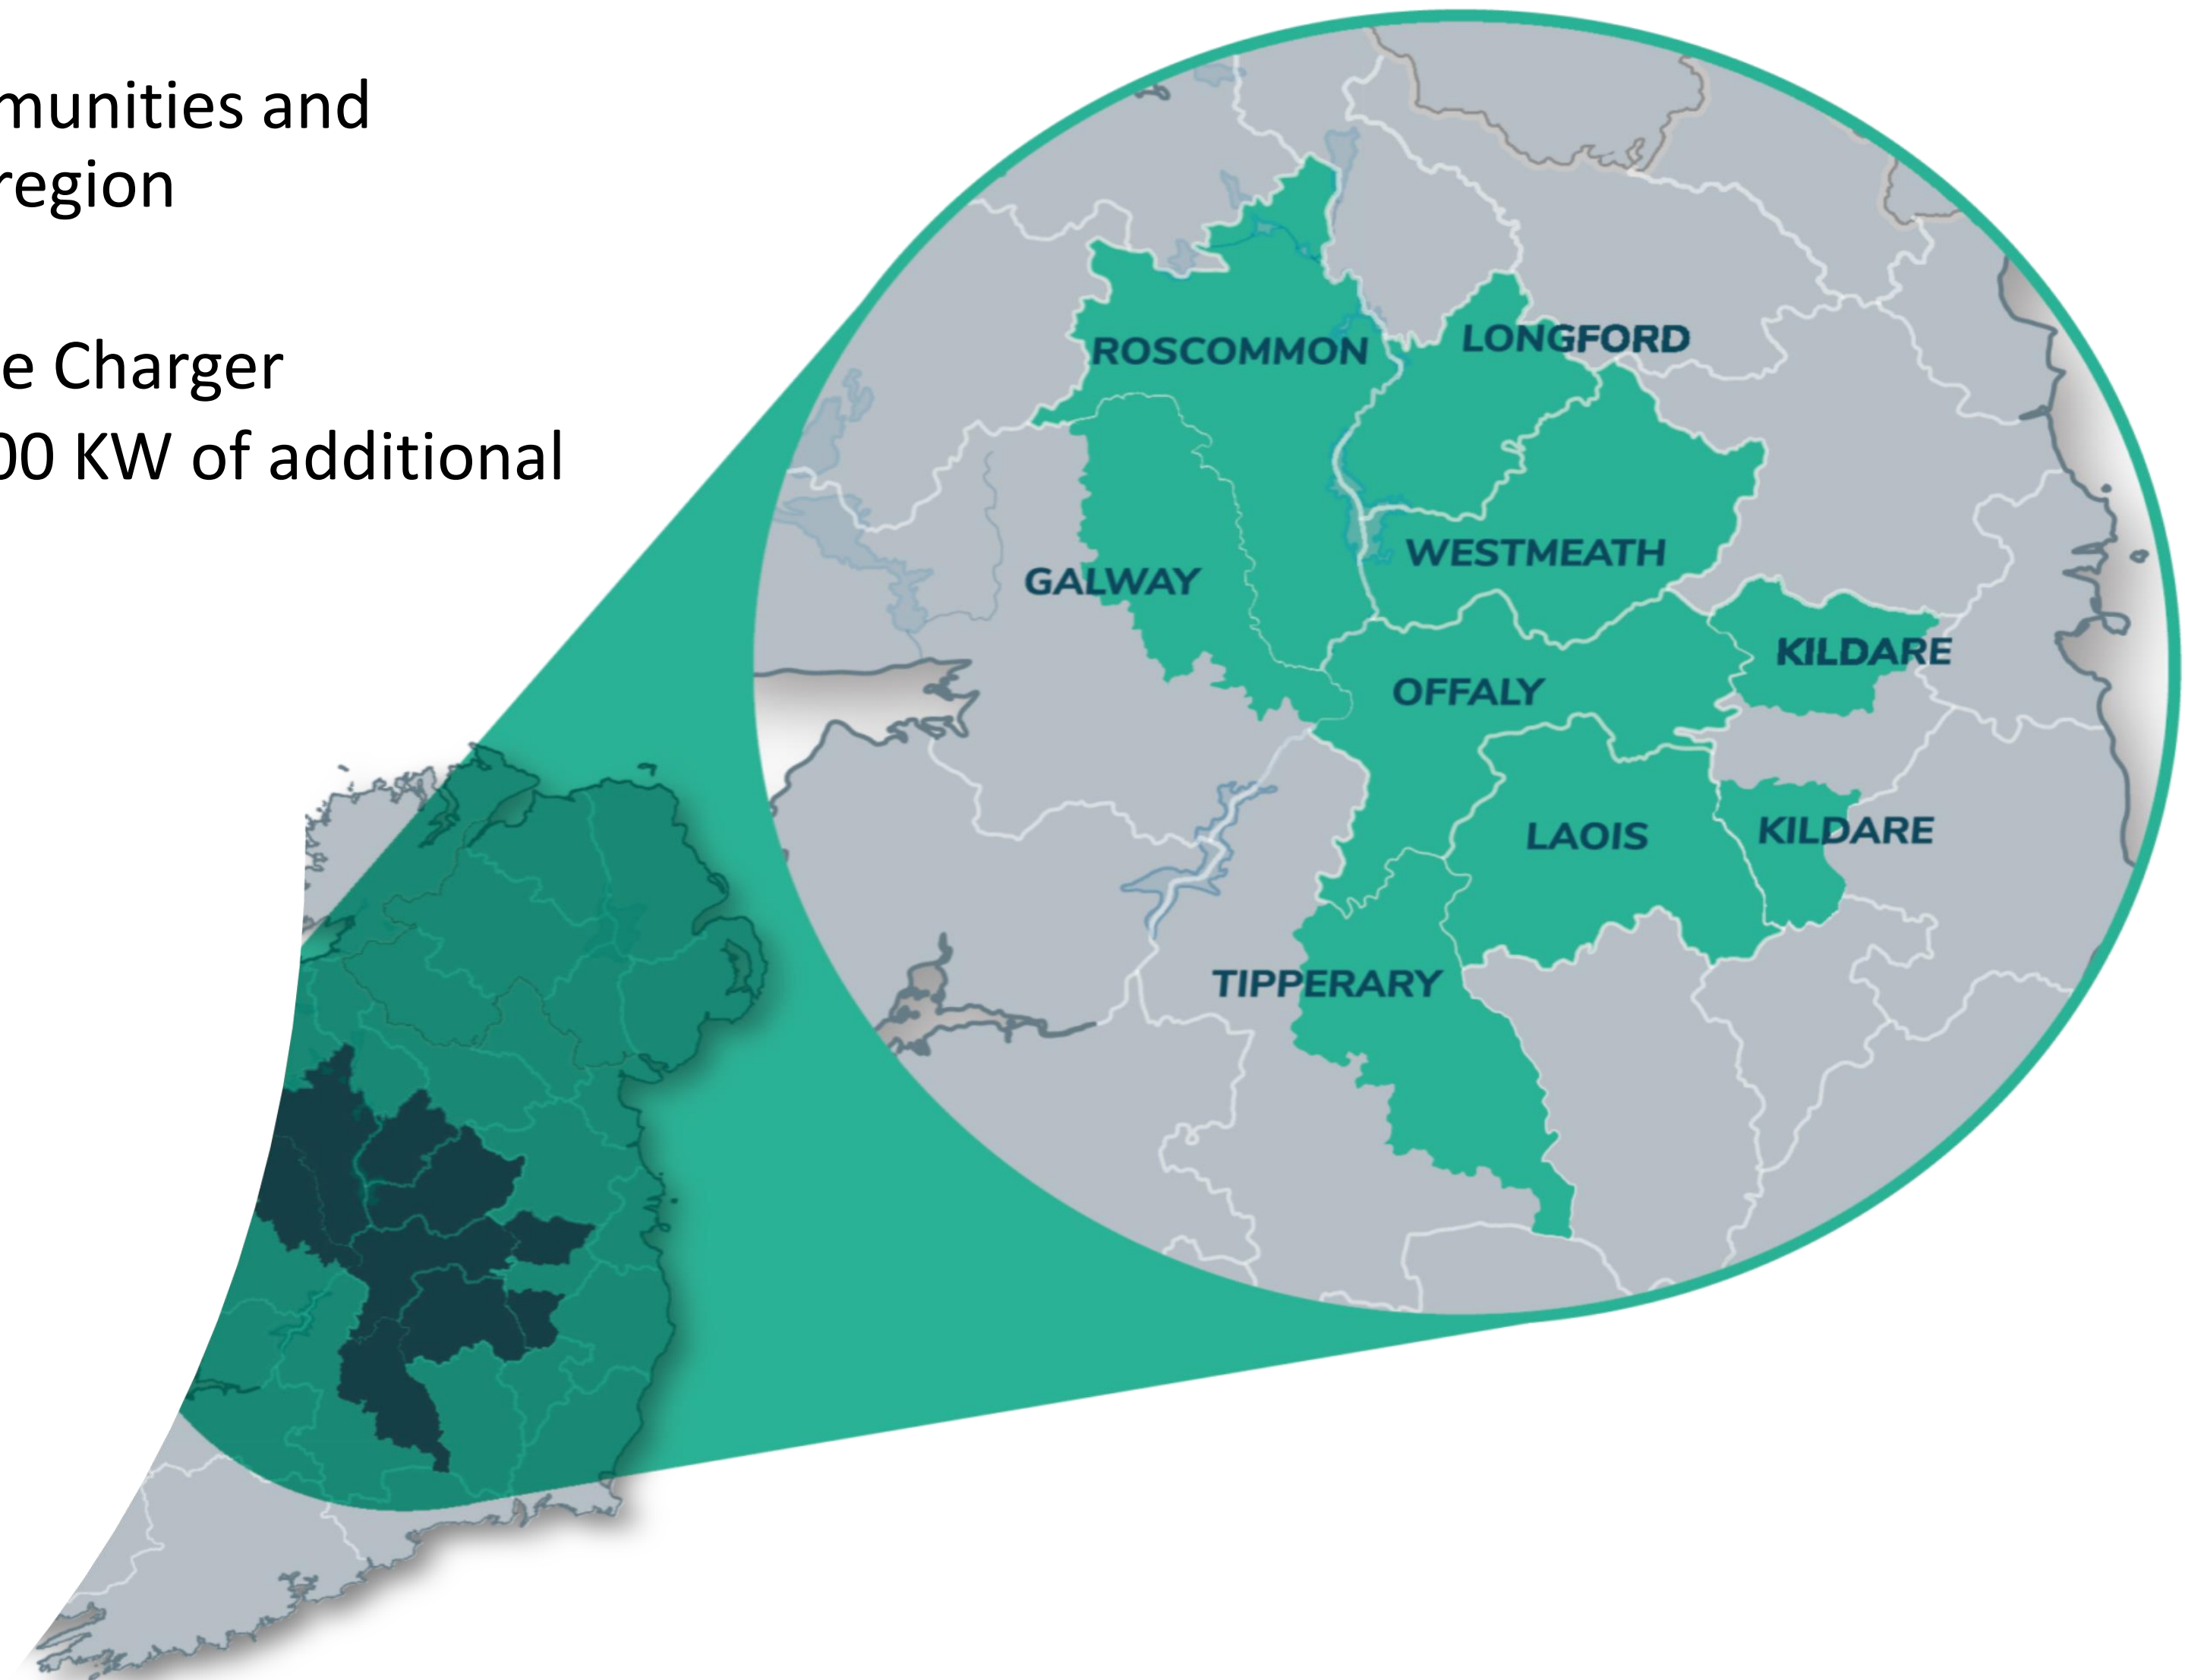 munities and
region
e Charger
00 KW of additional
ROSCOMMON
LONGFORD
GALWAY
WESTMEATH
KILDARE
OFFALY
LAOIS
KILDARE
TIPPERARY